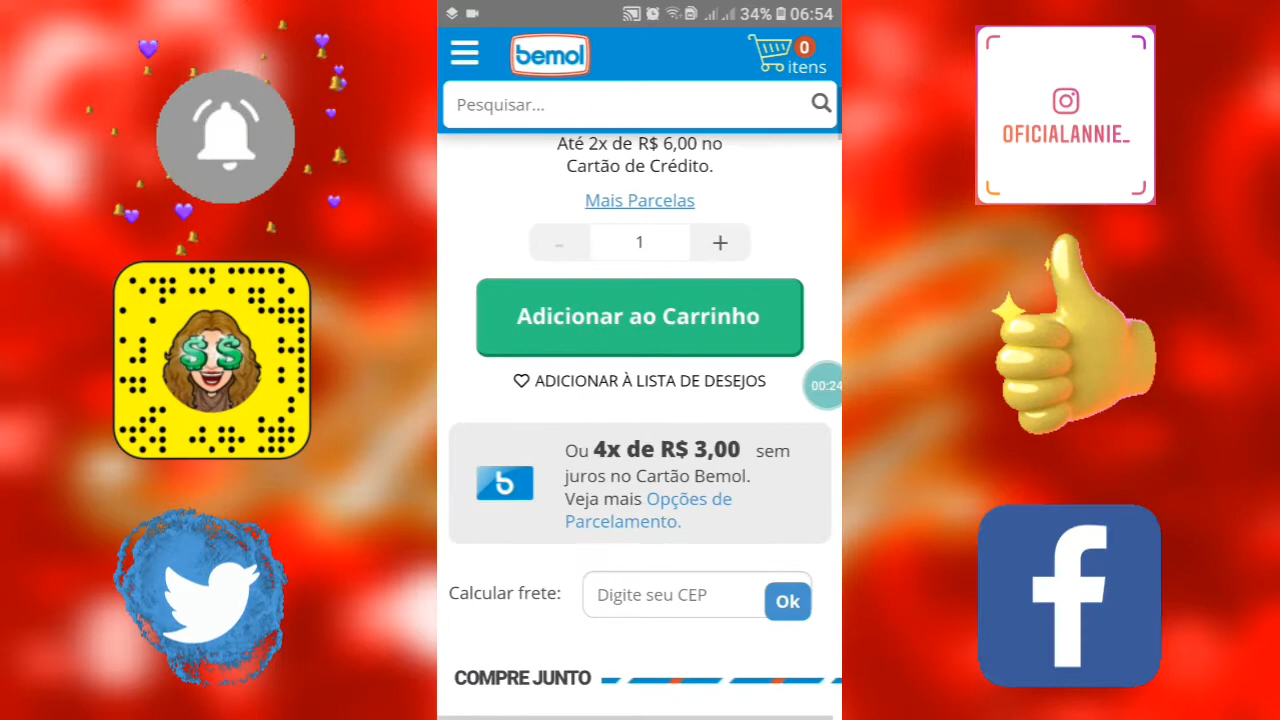 34% 06:54
bemol
0
itens
Pesquisar...
Até 2x de R$ 6,00 no
Cartão de Crédito.
Mais Parcelas
- 1 +
Adicionar ao Carrinho
ADICIONAR À LISTA DE DESEJOS
00:24
Ou 4x de R$ 3,00 sem
juros no Cartão Bemol.
Veja mais Opções de
Parcelamento.
Calcular frete: Digite seu CEP Ok
COMPRE JUNTO
OFICIALANNIE_